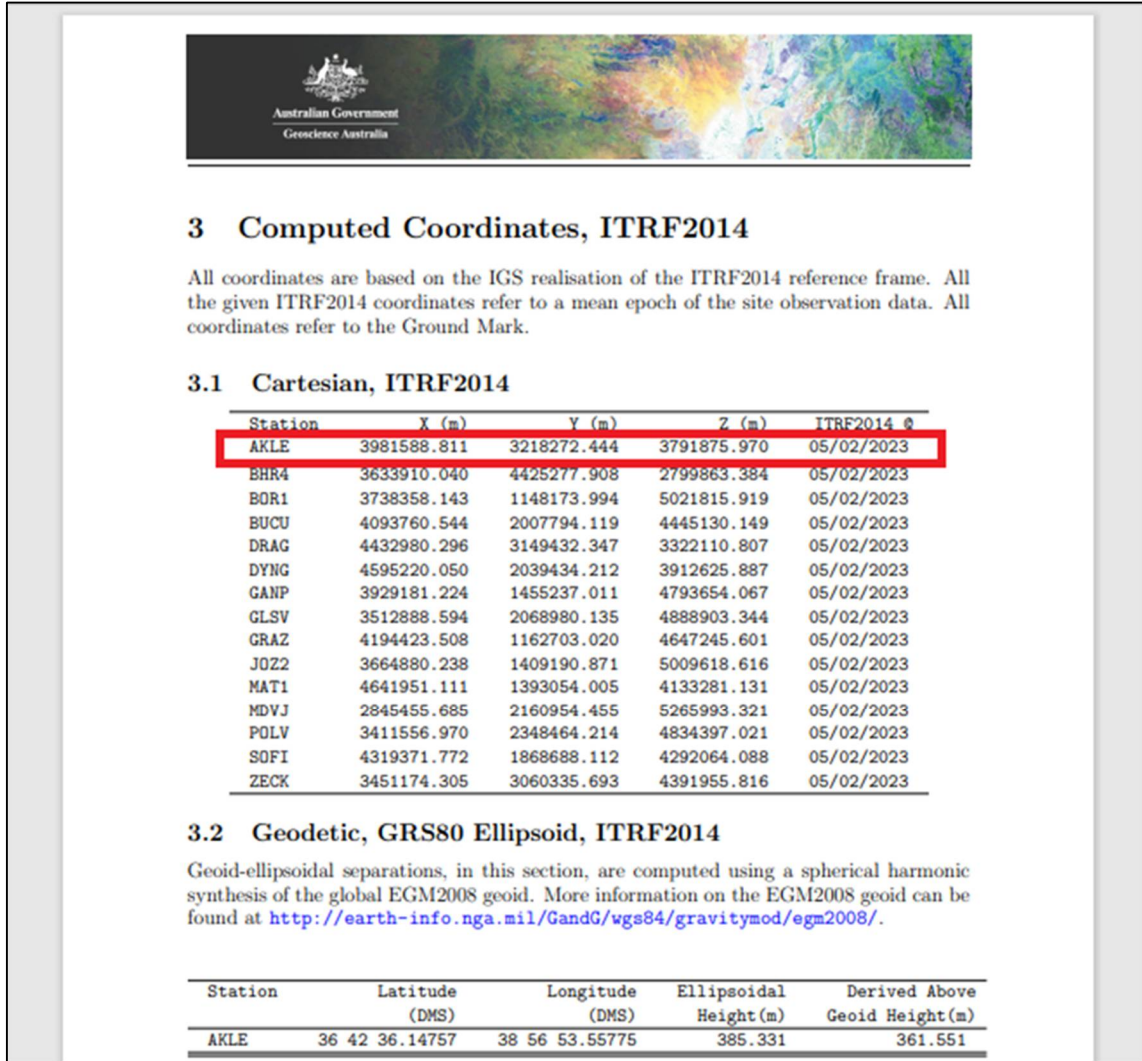 Australian Government
Geoscience Australia
3 Computed Coordinates, ITRF2014
All coordinates are based on the IGS realisation of the ITRF2014 reference frame. All
the given ITRF2014 coordinates refer to a mean epoch of the site observation data. All
coordinates refer to the Ground Mark.
3.1 Cartesian, ITRF2014
Station X (m) Y (m) Z (m) ITRF2014 @
AKLE 3981588.811 3218272.444 3791875.970 05/02/2023
BHR4 3633910.040 4425277.908 2799863.384 05/02/2023
BOR1 3738358.143 1148173.994 5021815.919 05/02/2023
BUCU 4093760.544 2007794.119 4445130.149 05/02/2023
DRAG 4432980.296 3149432.347 3322110.807 05/02/2023
DYNG 4595220.050 2039434.212 3912625.887 05/02/2023
GANP 3929181.224 1455237.011 4793654.067 05/02/2023
GLSV 3512888.594 2068980.135 4888903.344 05/02/2023
GRAZ 4194423.508 1162703.020 4647245.601 05/02/2023
JOZ2 3664880.238 1409190.871 5009618.616 05/02/2023
MAT1 4641951.111 1393054.005 4133281.131 05/02/2023
MDVJ 2845455.685 2160954.455 5265993.321 05/02/2023
POLV 3411556.970 2348464.214 4834397.021 05/02/2023
SOFI 4319371.772 1868688.112 4292064.088 05/02/2023
ZECK 3451174.305 3060335.693 4391955.816 05/02/2023
3.2 Geodetic, GRS80 Ellipsoid, ITRF2014
Geoid-ellipsoidal separations, in this section, are computed using a spherical harmonic
synthesis of the global EGM2008 geoid. More information on the EGM2008 geoid can be
found at http://earth-info.nga.mil/GandG/wgs84/gravitymod/egm2008/.
Station Latitude Longitude Ellipsoidal Derived Above
(DMS) (DMS) Height(m) Geoid Height(m)
AKLE 36 42 36.14757 38 56 53.55775 385.331 361.551